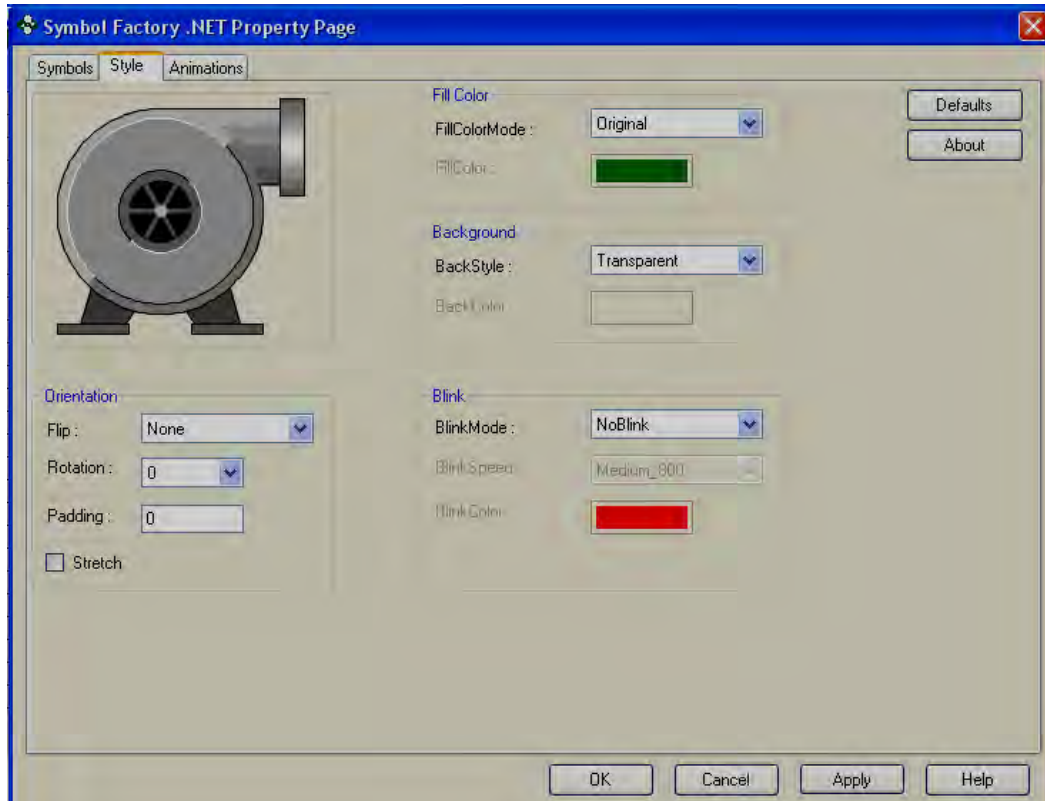 Symbol Factory .NET Property Page
Symbols Style Animations
Fill Color
FillColorMode : Original
FillColor :
Defaults
About
Background
BackStyle : Transparent
BackColor
Orientation
Flip : None
Rotation : 0
Padding : 0
Stretch
Blink
BlinkMode : NoBlink
BlinkSpeed Medium_800
BlinkColor
OK Cancel Apply Help